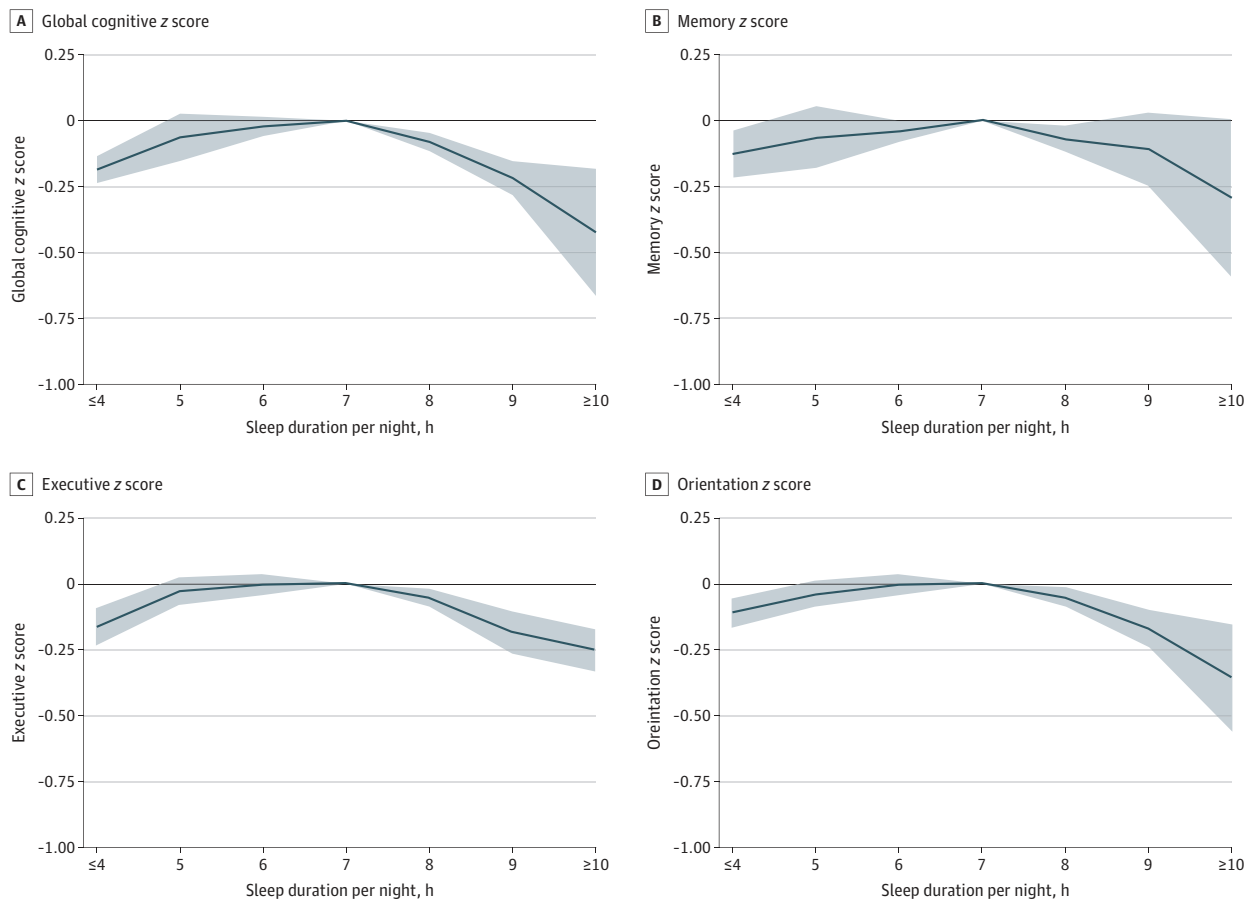 A Global cognitive z score
0.25
0
-0.25
-0.50
-0.75
-1.00
Global cognitive z score
≤4 5 6 7 8 9 ≥10
Sleep duration per night, h
B Memory z score
0.25
0
-0.25
-0.50
-0.75
-1.00
Memory z score
≤4 5 6 7 8 9 ≥10
Sleep duration per night, h
C Executive z score
0.25
0
-0.25
-0.50
-0.75
-1.00
Executive z score
≤4 5 6 7 8 9 ≥10
Sleep duration per night, h
D Orientation z score
0.25
0
-0.25
-0.50
-0.75
-1.00
Oreintation z score
≤4 5 6 7 8 9 ≥10
Sleep duration per night, h